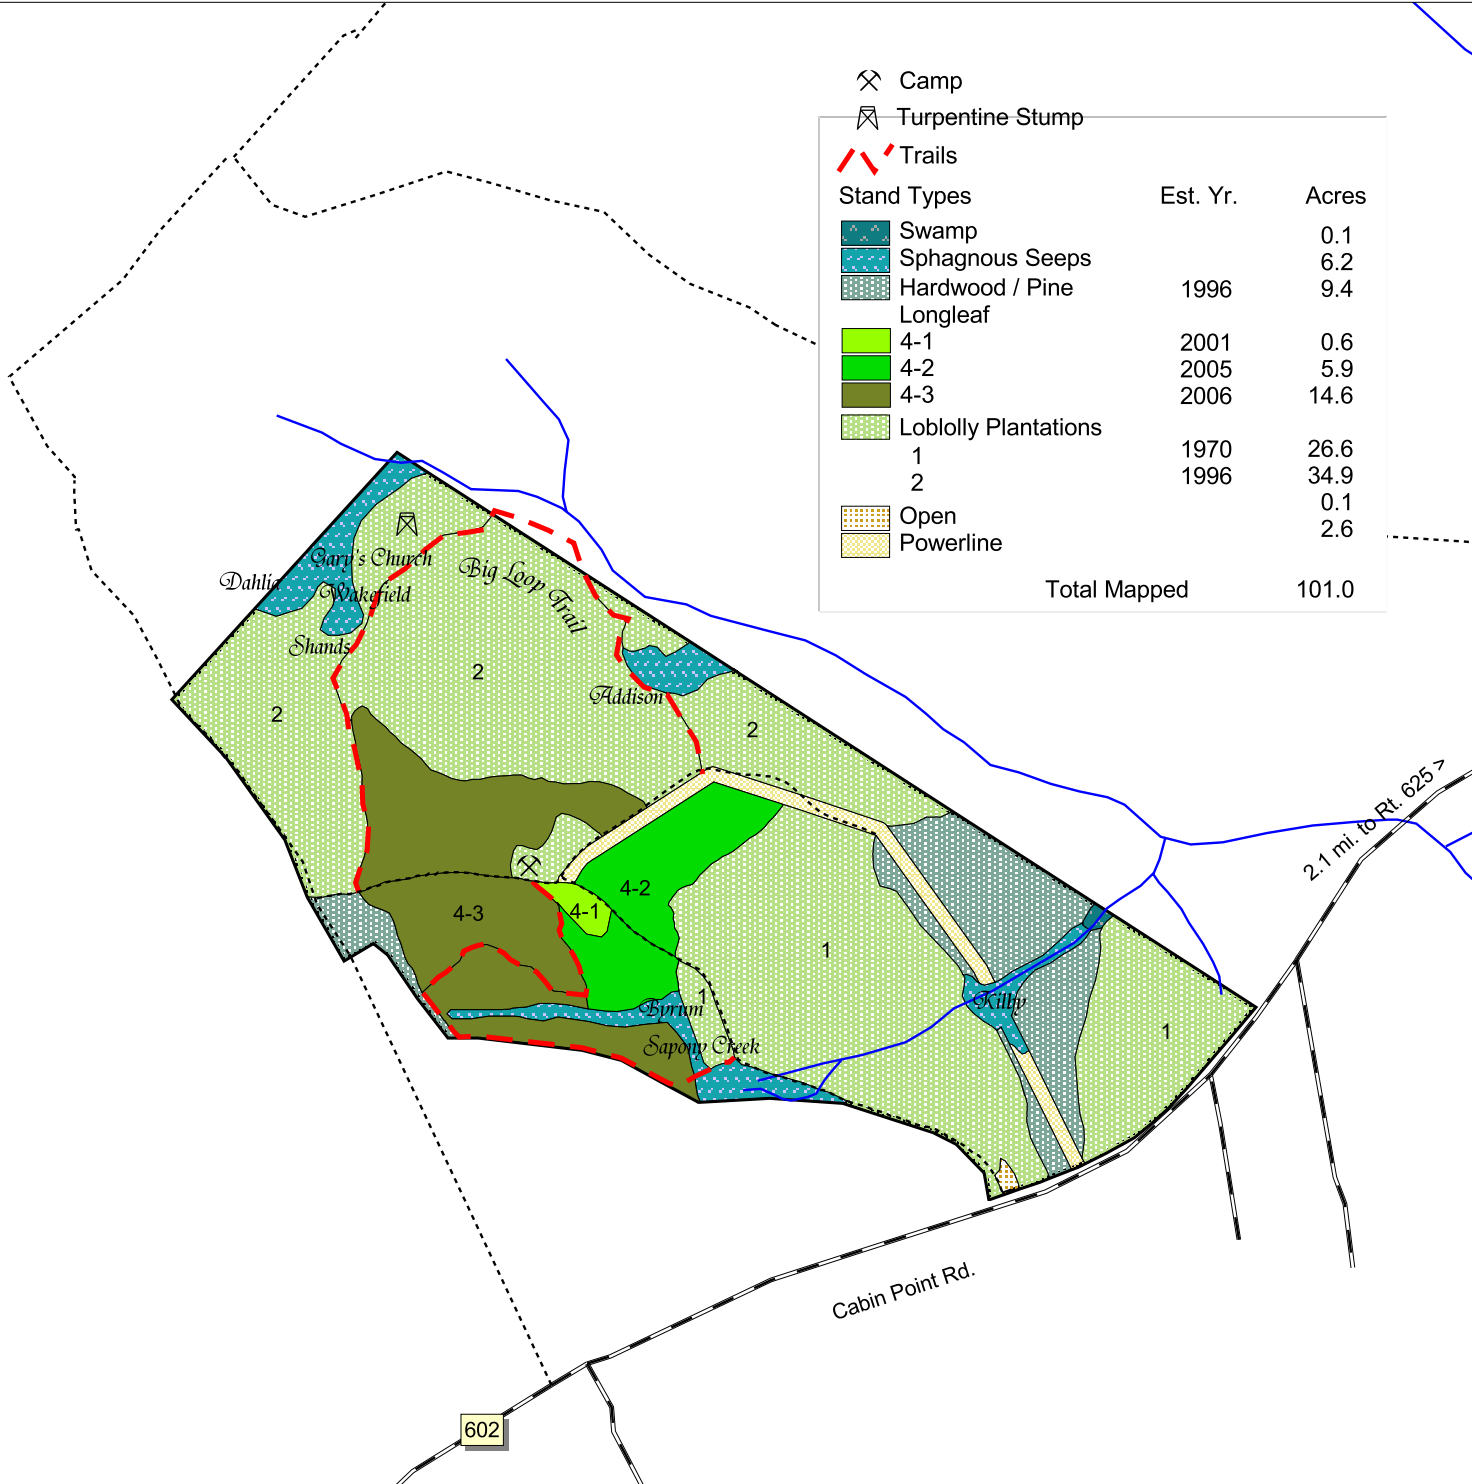 Camp
Turpentine Stump
Trails
Stand Types Est. Yr. Acres
Swamp 0.1
Sphagnous Seeps 6.2
Hardwood / Pine 1996 9.4
Longleaf
4-1 2001 0.6
4-2 2005 5.9
4-3 2006 14.6
Loblolly Plantations
1 1970 26.6
2 1996 34.9
Open 0.1
Powerline 2.6
Total Mapped 101.0
Gary's Church
Dahlia
Wakefield
Big Loop Trail
Shands
2
2
Addison
2
4-2
4-1
4-3
1
1
Byrum
Kilby
Sapony Creek
1
2.1 mi. to Rt. 625 >
Cabin Point Rd.
602